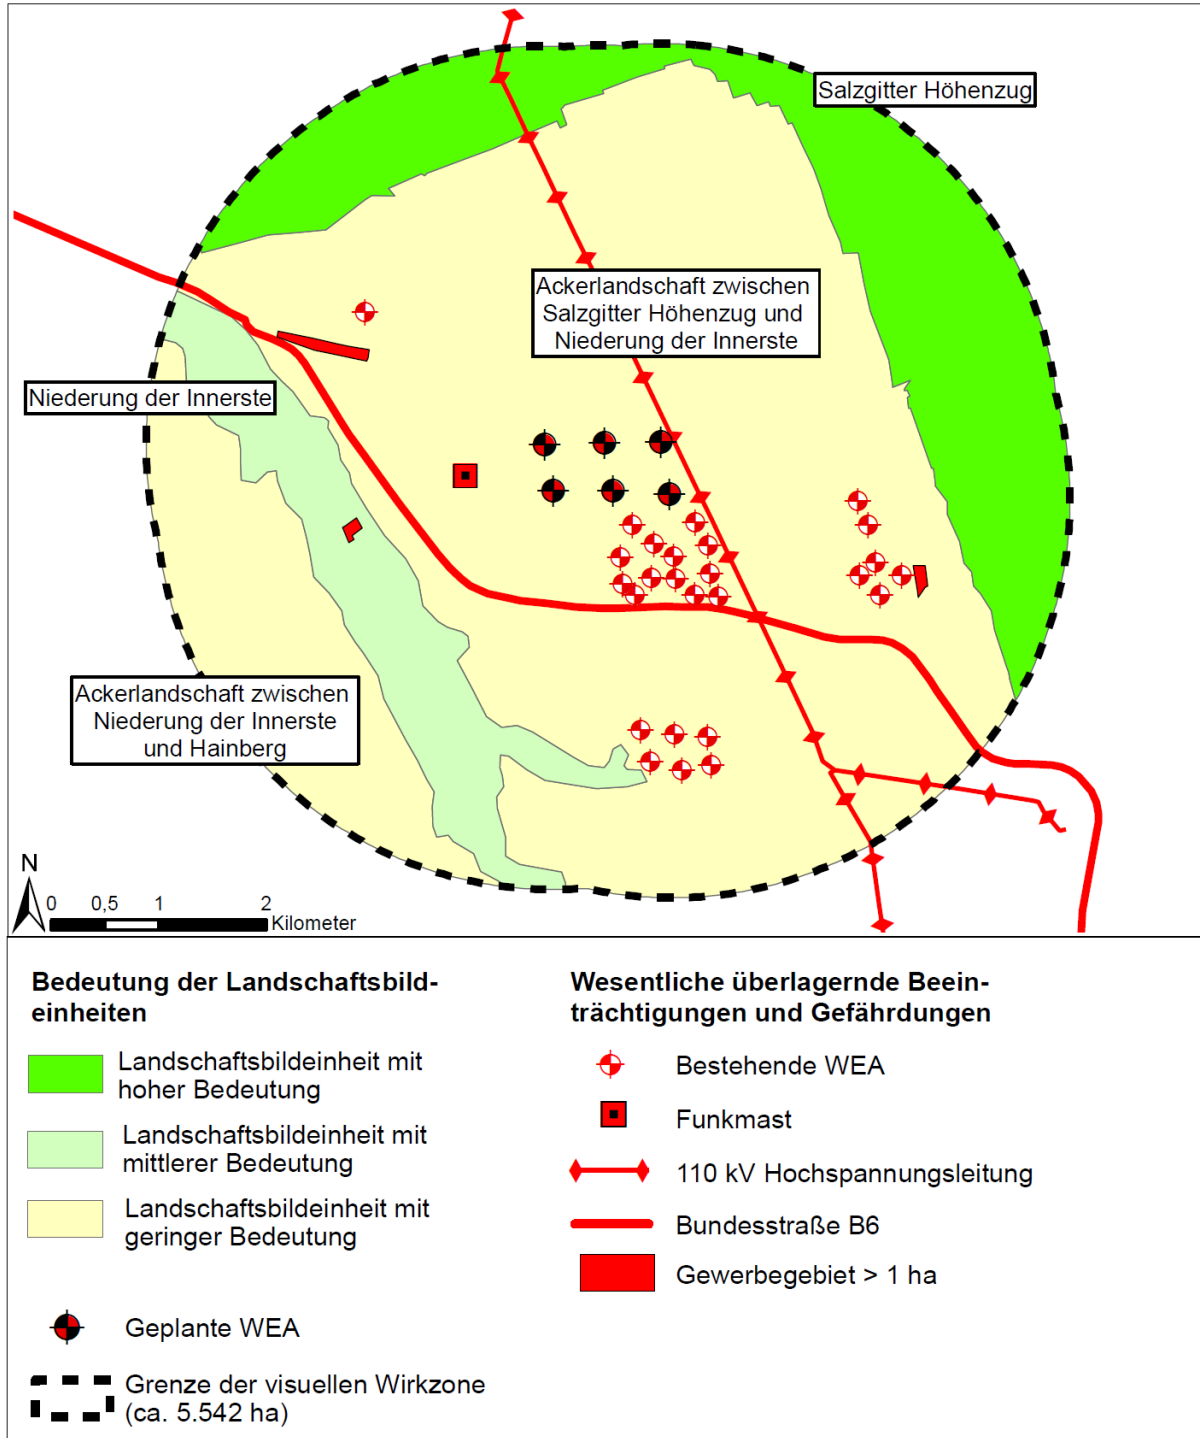 Salzgitter Höhenzug
Ackerlandschaft zwischen
Salzgitter Höhenzug und
Niederung der Innerste
Niederung der Innerste
Ackerlandschaft zwischen
Niederung der Innerste
und Hainberg
N
0 0,5 1 2
Kilometer
Bedeutung der Landschaftsbild-
einheiten
Landschaftsbildeinheit mit
hoher Bedeutung
Landschaftsbildeinheit mit
mittlerer Bedeutung
Landschaftsbildeinheit mit
geringer Bedeutung
Geplante WEA
Grenze der visuellen Wirkzone
(ca. 5.542 ha)
Wesentliche überlagernde Beein-
trächtigungen und Gefährdungen
Bestehende WEA
Funkmast
110 kV Hochspannungsleitung
Bundesstraße B6
Gewerbegebiet > 1 ha